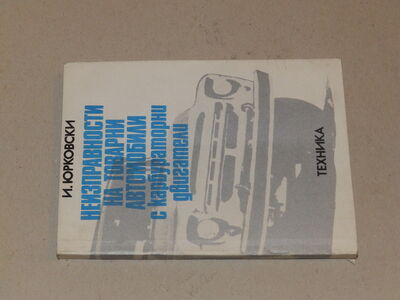 И. ЮРКОВСКИ
НЕИЗПРАВНОСТИ
НА ТОВАРНИ
АВТОМОБИЛИ
с карбураторни
двигатели
ТЕХНИКА